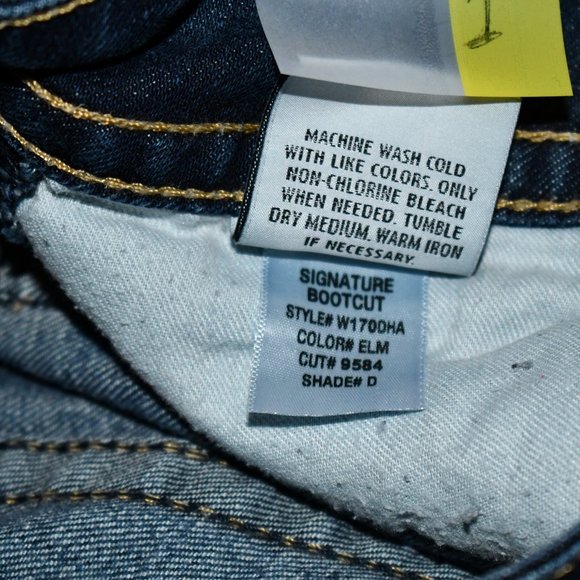 MACHINE WASH COLD
WITH LIKE COLORS. ONLY
NON-CHLORINE BLEACH
WHEN NEEDED. TUMBLE
DRY MEDIUM. WARM IRON
IF NECESSARY.
SIGNATURE
BOOTCUT
STYLE# W170DHA
COLOR# ELM
CUT# 9584
SHADE# D